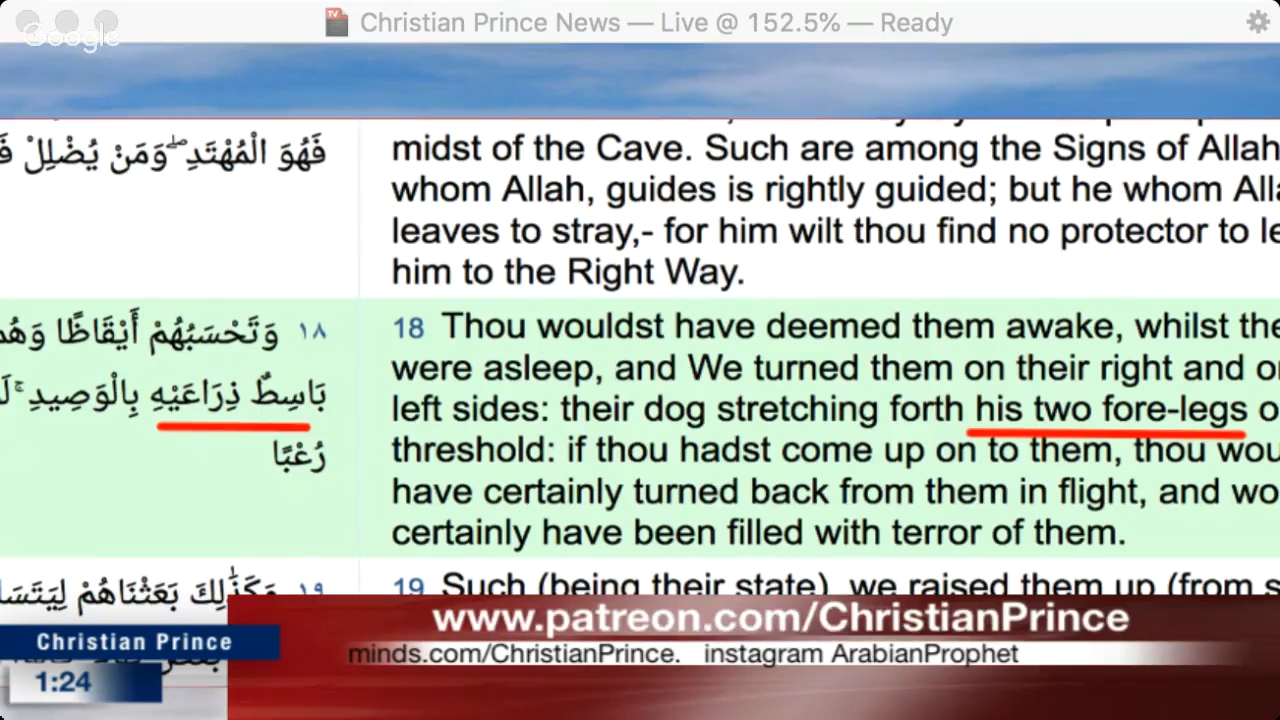 Google
Christian Prince News — Live @ 152.5% — Ready
فَهُوَ الْمُهْتَدِ ۖ وَمَنْ يُضْلِلْ
midst of the Cave. Such are among the Signs of Allah
whom Allah, guides is rightly guided; but he whom
leaves to stray,- for him wilt thou find no protector to
him to the Right Way.
١٨ وَتَحْسَبُهُمْ أَيْقَاظًا
بَاسِطٌ ذِرَاعَيْهِ بِالْوَصِيدِ ۚ
رُعْبًا
18 Thou wouldst have deemed them awake, whilst
were asleep, and We turned them on their right and
left sides: their dog stretching forth his two fore-legs
threshold: if thou hadst come up on to them, thou
have certainly turned back from them in flight, and
certainly have been filled with terror of them.
١٩ وَكَذَٰلِكَ بَعَثْنَاهُمْ
19 Such (being their state), we raised them up (from
www.patreon.com/ChristianPrince
Christian Prince
minds.com/ChristianPrince. instagram ArabianProphet
1:24